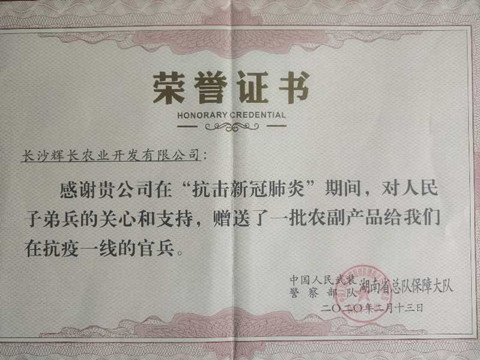 荣誉证书
HONORARY CREDENTIAL
长沙辉长农业开发有限公司:
感谢贵公司在“抗击新冠肺炎”期间，对人民
子弟兵的关心和支持，赠送了一批农副产品给我们
在抗疫一线的官兵。
中国人民武装
警察部队湖南省总队保障大队
二〇二〇年二月十三日